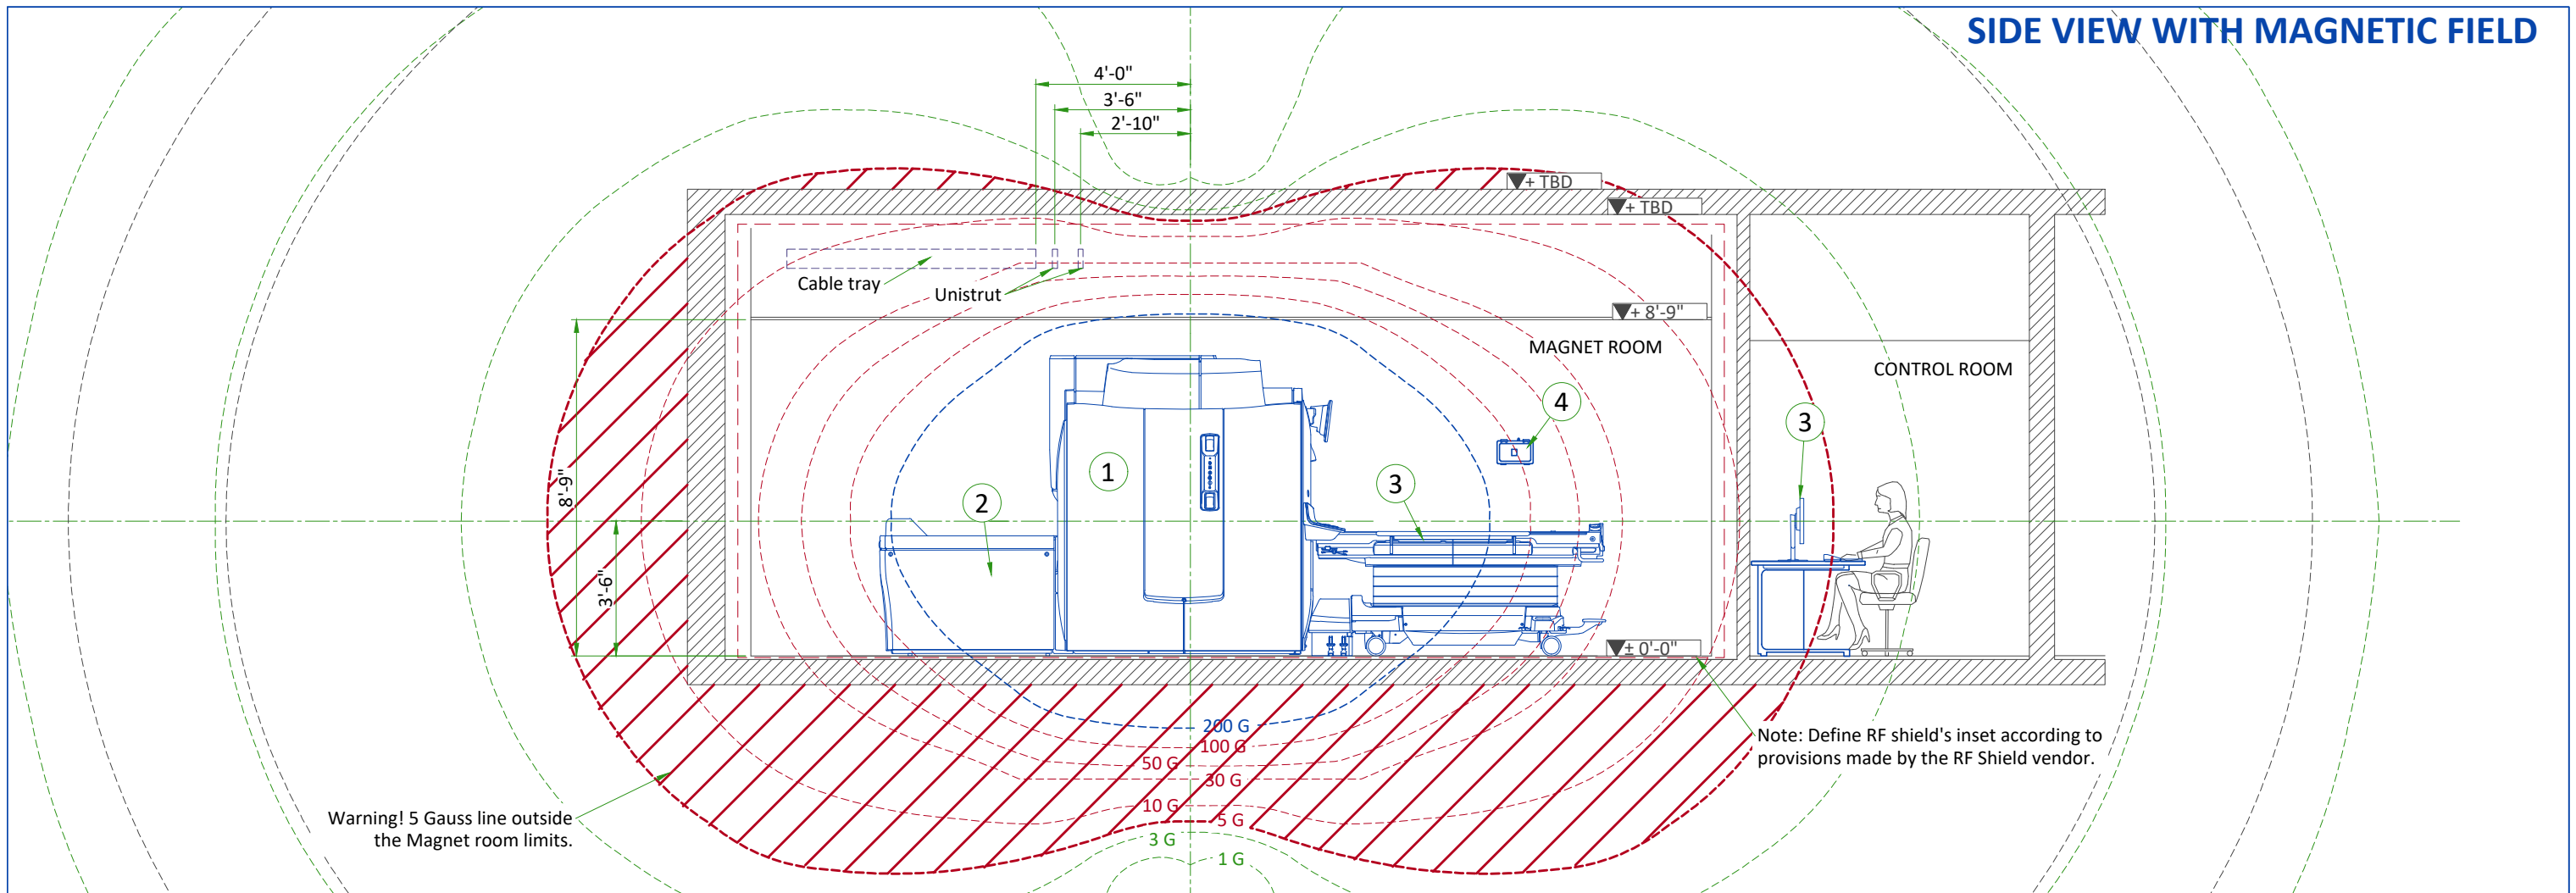 SIDE VIEW WITH MAGNETIC FIELD
4'-0"
3'-6"
2'-10"
+ TBD
+ TBD
Cable tray
Unistrut
+ 8'-9"
MAGNET ROOM
CONTROL ROOM
4
3
1
3
2
8'-9"
3'-6"
± 0'-0"
200 G
100 G
50 G
30 G
10 G
5 G
3 G
1 G
Note: Define RF shield's inset according to
provisions made by the RF Shield vendor.
Warning! 5 Gauss line outside
the Magnet room limits.